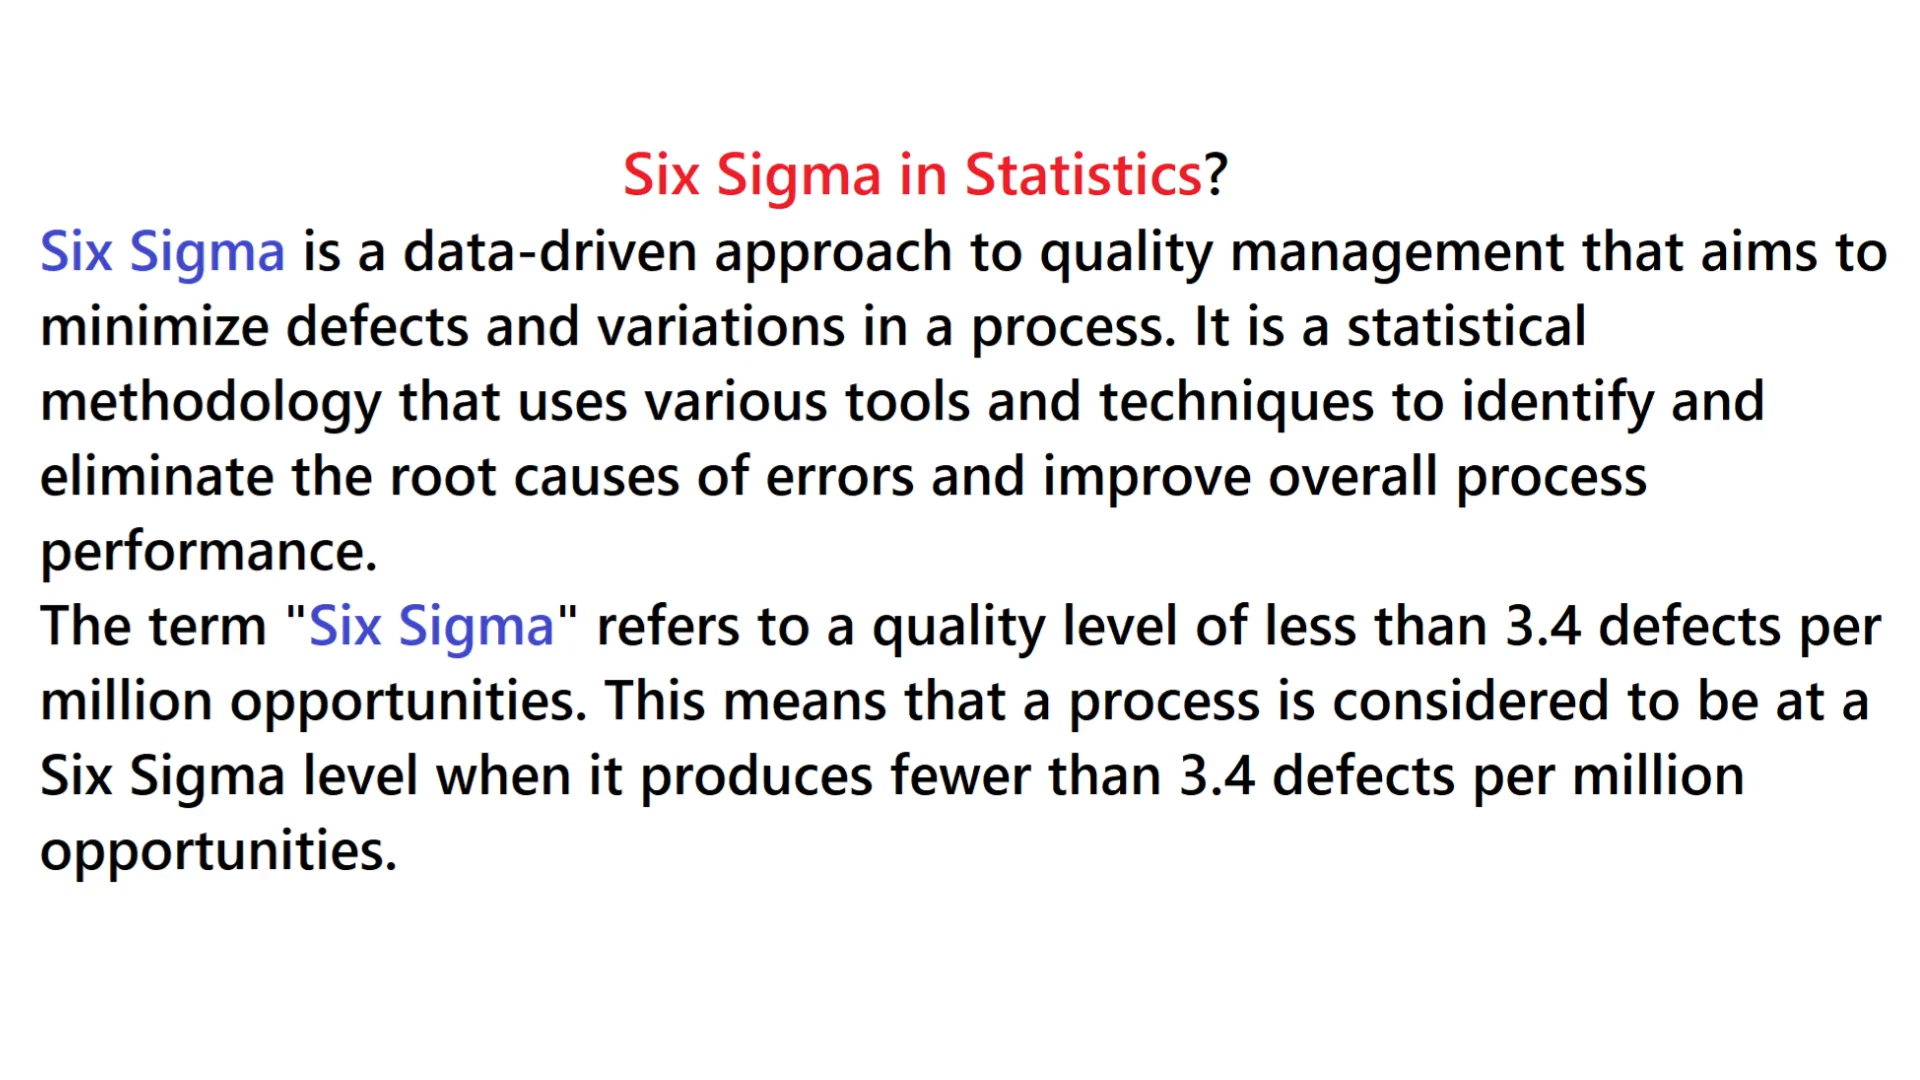 Six Sigma in Statistics?
Six Sigma is a data-driven approach to quality management that aims to
minimize defects and variations in a process. It is a statistical
methodology that uses various tools and techniques to identify and
eliminate the root causes of errors and improve overall process
performance.
The term "Six Sigma" refers to a quality level of less than 3.4 defects per
million opportunities. This means that a process is considered to be at a
Six Sigma level when it produces fewer than 3.4 defects per million
opportunities.